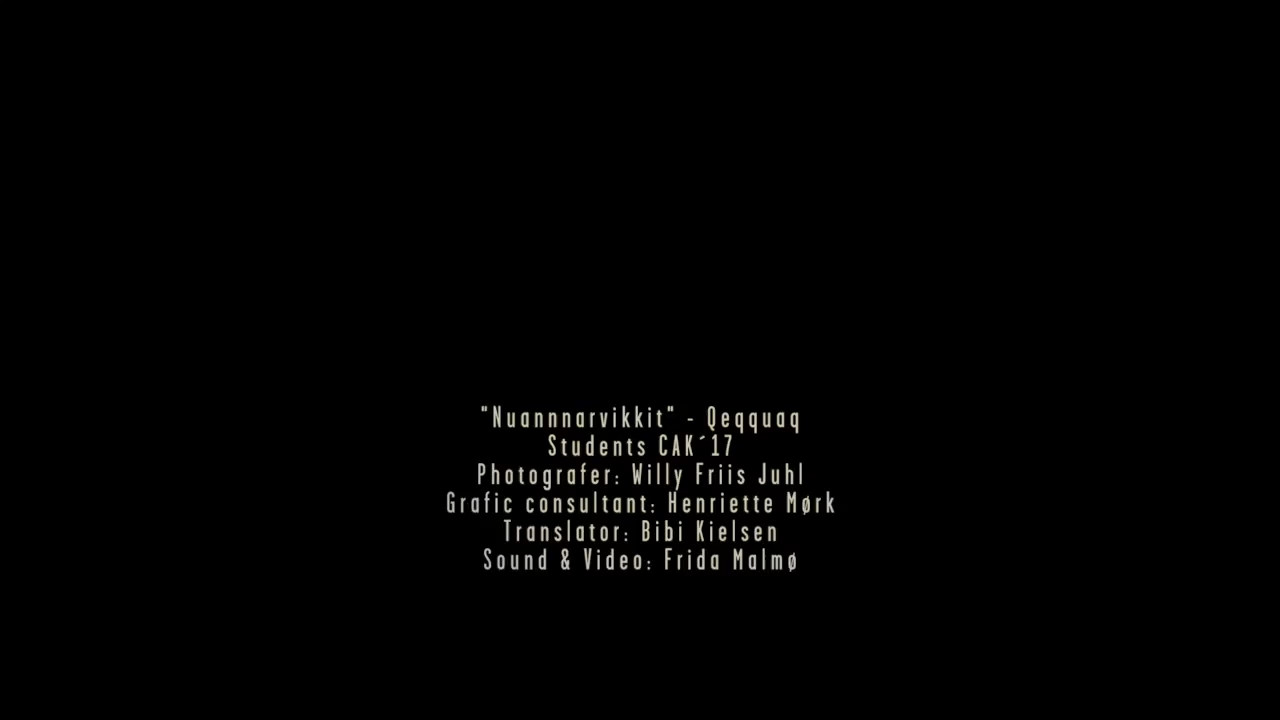 "Nuannnarvikkit" - Qeqquaq
Students CAK´17
Photografer: Willy Friis Juhl
Grafic consultant: Henriette Mørk
Translator: Bibi Kielsen
Sound & Video: Frida Malmø